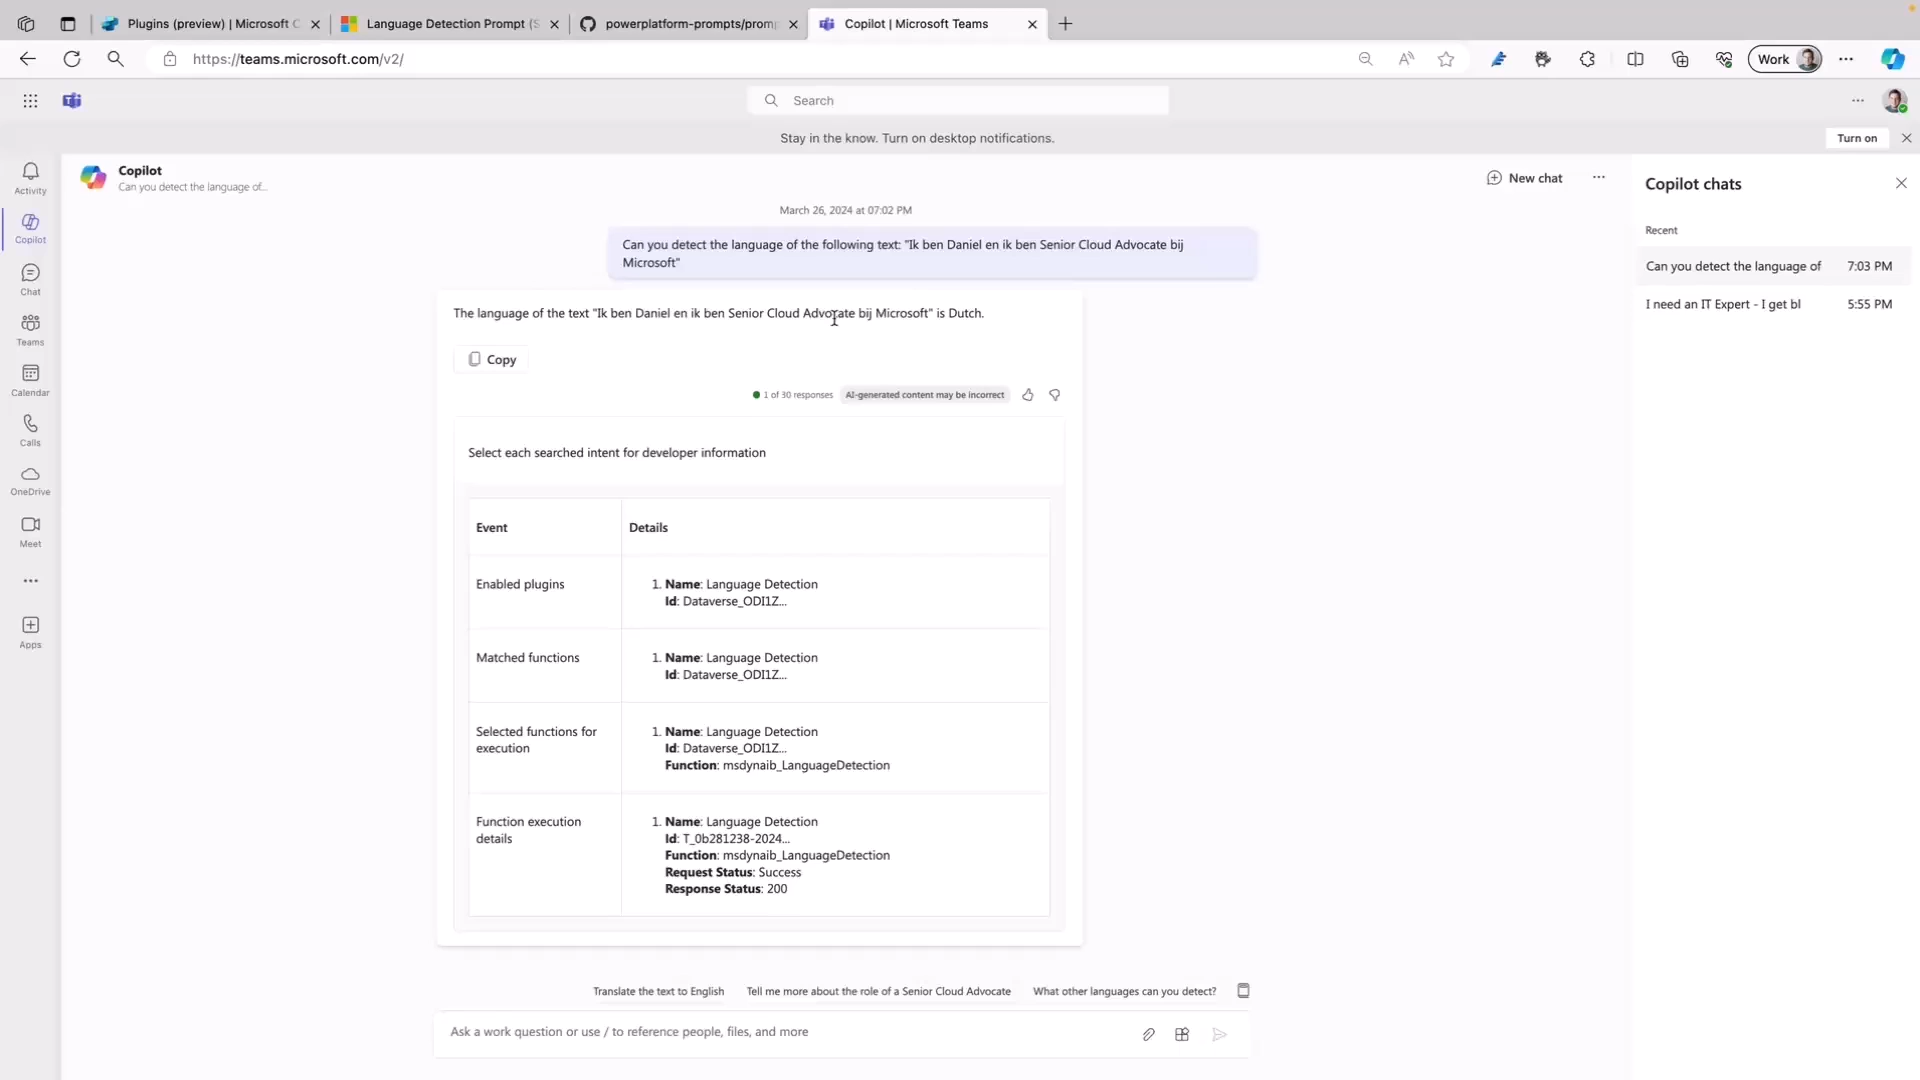 Plugins (preview) | Microsoft C
Language Detection Prompt (S
powerplatform-prompts/promp
Copilot | Microsoft Teams
https://teams.microsoft.com/v2/
Work
Search
Stay in the know. Turn on desktop notifications.
Turn on
Activity
Copilot
Chat
Teams
Calendar
Calls
OneDrive
Meet
Apps
Copilot
Can you detect the language of...
New chat
March 26, 2024 at 07:02 PM
Can you detect the language of the following text: "Ik ben Daniel en ik ben Senior Cloud Advocate bij
Microsoft"
The language of the text "Ik ben Daniel en ik ben Senior Cloud Advocate bij Microsoft" is Dutch.
Copy
1 of 30 responses
AI-generated content may be incorrect
Select each searched intent for developer information
Event
Details
Enabled plugins
1. Name: Language Detection
Id: Dataverse_ODI1Z...
Matched functions
1. Name: Language Detection
Id: Dataverse_ODI1Z...
Selected functions for
execution
1. Name: Language Detection
Id: Dataverse_ODI1Z...
Function: msdynaib_LanguageDetection
Function execution
details
1. Name: Language Detection
Id: T_0b281238-2024...
Function: msdynaib_LanguageDetection
Request Status: Success
Response Status: 200
Translate the text to English
Tell me more about the role of a Senior Cloud Advocate
What other languages can you detect?
Ask a work question or use / to reference people, files, and more
Copilot chats
Recent
Can you detect the language of 7:03 PM
I need an IT Expert - I get bl 5:55 PM